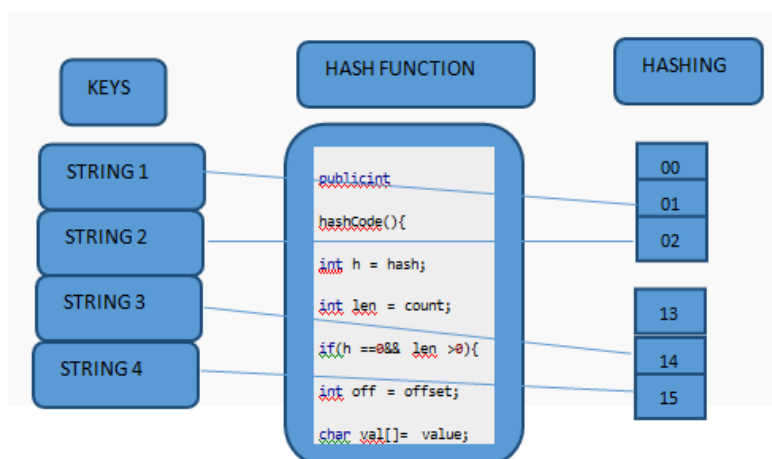 KEYS
HASH FUNCTION
HASHING
STRING 1
STRING 2
STRING 3
STRING 4
publicint
hashCode(){
int h = hash;
int len = count;
if(h ==0&& len >0){
int off = offset;
char val[]= value;
00
01
02
13
14
15